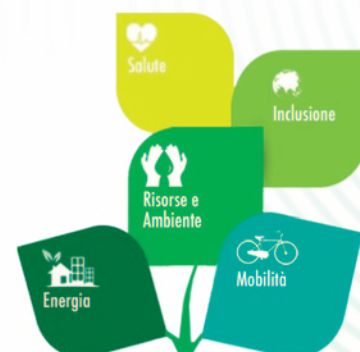 Salute
Inclusione
Risorse e
Ambiente
Mobilità
Energia